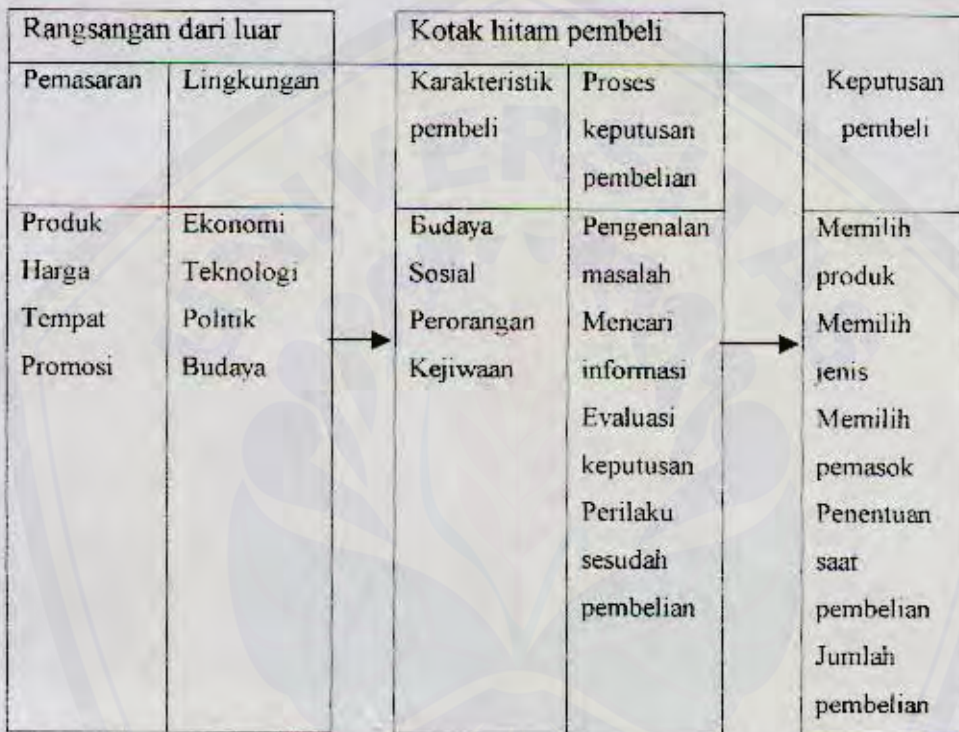 Rangsangan dari luar
Pemasaran
Lingkungan
Produk
Harga
Tempat
Promosi
Ekonomi
Teknologi
Politik
Budaya
Kotak hitam pembeli
Karakteristik
pembeli
Proses
keputusan
pembelian
Budaya
Sosial
Perorangan
Kejiwaan
Pengenalan
masalah
Mencari
informasi
Evaluasi
keputusan
Perilaku
sesudah
pembelian
Keputusan
pembeli
Memilih
produk
Memilih
jenis
Memilih
pemasok
Penentuan
saat
pembelian
Jumlah
pembelian